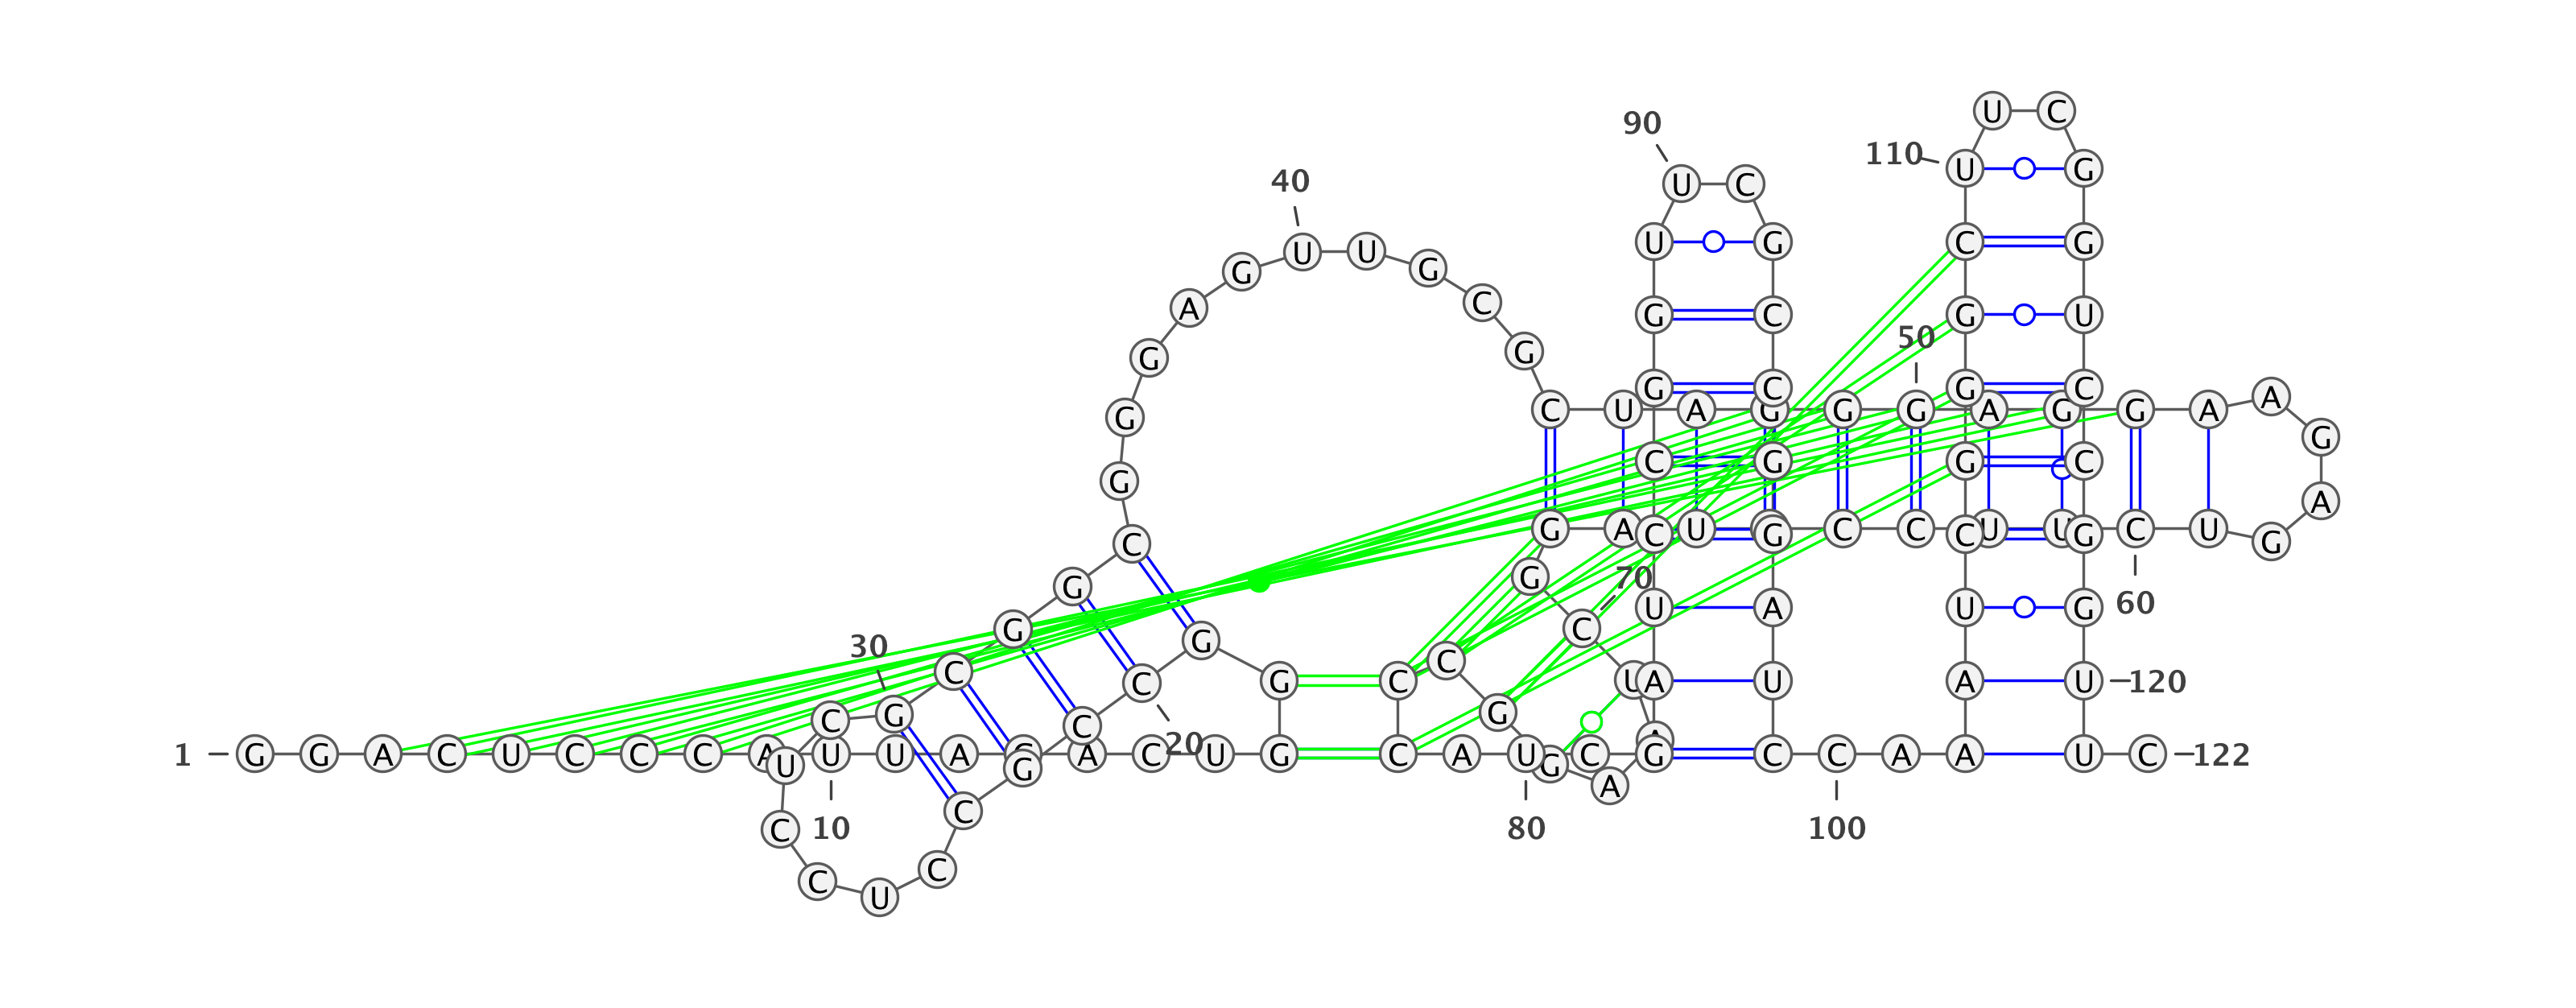 U C
90
110 U G
40 U C
U U G U G C G
G
A C G C G U
50
G G G C G C
C U A G G G A G G A A
G
G C G G C
G A U C C U U C U A
C G C G
G
C G
G 70 U A U G 60
G C
30 C G C
C C G C U A U A U 120
C G G
C
20
1 G G A C U C C C A U U A A C U G C A U C G C C A A A U C 122
U G G
A
10 C C 80 100
C
C
U